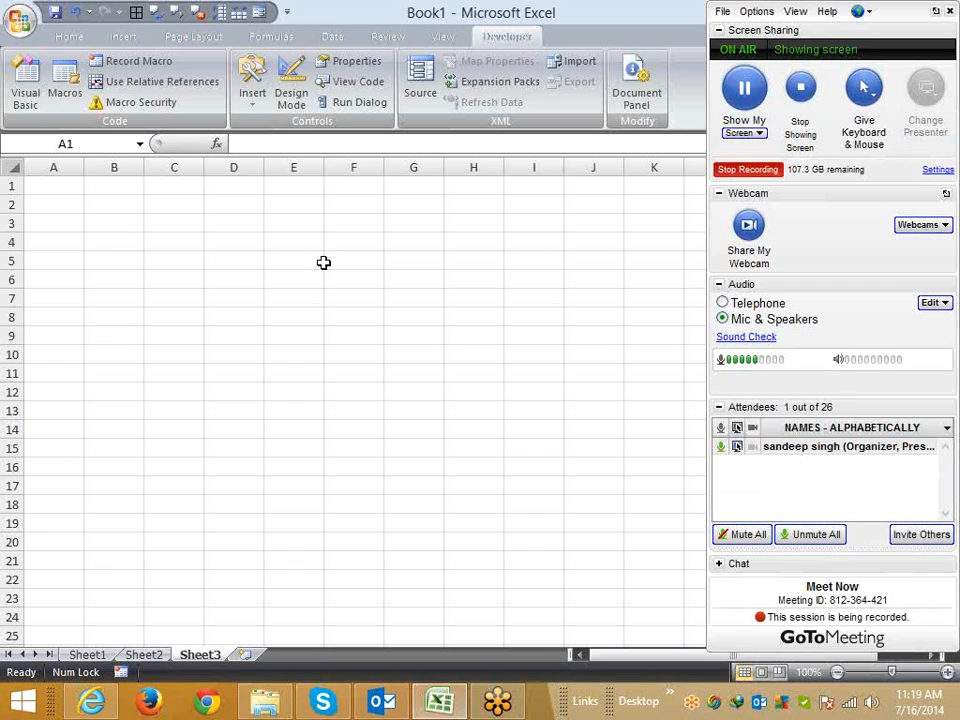 Book1 - Microsoft Excel
Home Insert Page Layout Formulas Data Review View Developer
Visual Basic
Macros
Record Macro
Use Relative References
Macro Security
Code
Insert
Design Mode
Properties
View Code
Run Dialog
Controls
Source
Map Properties
Expansion Packs
Refresh Data
Import
Export
XML
Document Panel
Modify
A1
fx
A B C D E F G H I J K
1
2
3
4
5
6
7
8
9
10
11
12
13
14
15
16
17
18
19
20
21
22
23
24
25
Sheet1 Sheet2 Sheet3
Ready Num Lock
100%
File Options View Help
Screen Sharing
ON AIR Showing screen
Show My
Screen
Stop Showing Screen
Give Keyboard & Mouse
Change Presenter
Stop Recording 107.3 GB remaining Settings
Webcam
Share My Webcam
Webcams
Audio
Telephone
Mic & Speakers
Edit
Sound Check
Attendees: 1 out of 26
NAMES - ALPHABETICALLY
sandeep singh (Organizer, Pres...
Mute All Unmute All Invite Others
Chat
Meet Now
Meeting ID: 812-364-421
This session is being recorded.
GoToMeeting
Links Desktop »
11:19 AM
7/16/2014